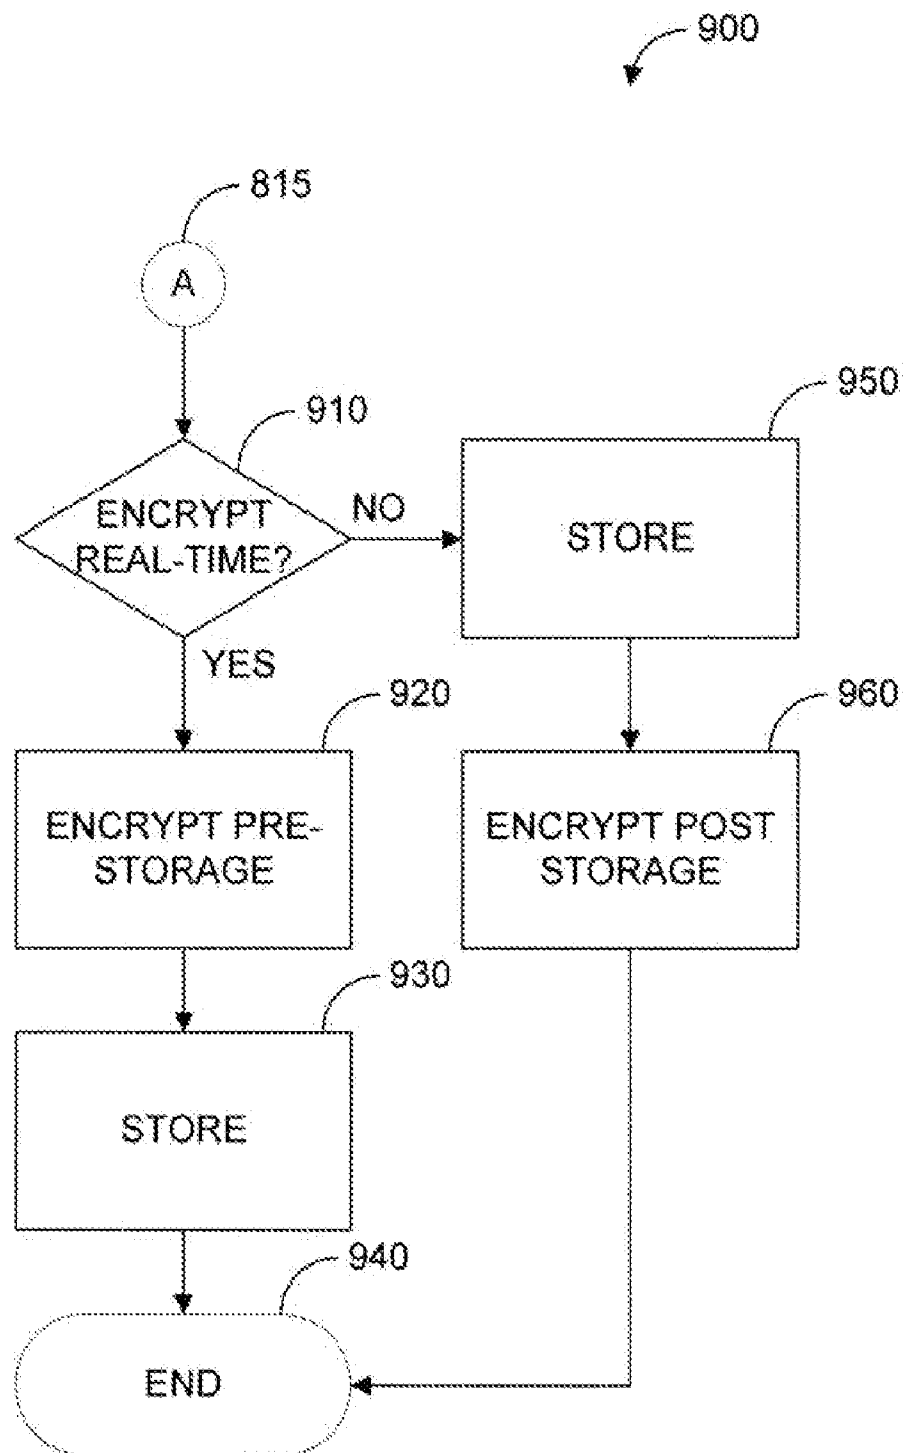 900
815
A
910
950
ENCRYPT
REAL-TIME?
NO
STORE
YES
920
960
ENCRYPT PRE-
STORAGE
ENCRYPT POST
STORAGE
930
STORE
940
END